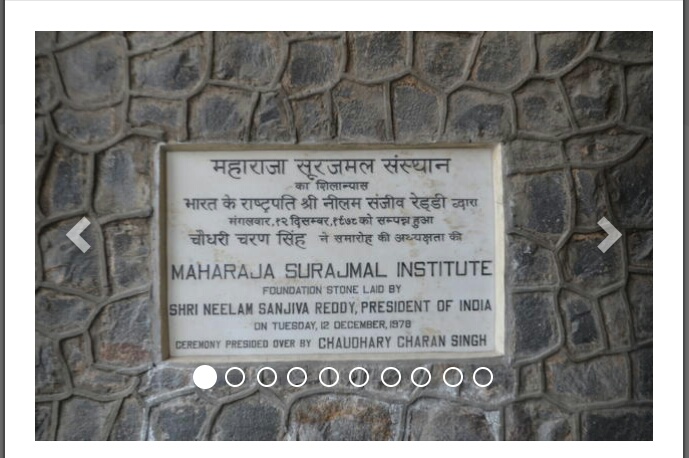 महाराजा सूरजमल संस्थान
का शिलान्यास
भारत के राष्ट्रपति श्री नीलम संजीव रेड्डी द्वारा
मंगलवार,१२ दिसम्बर,१९७८ को सम्पन्न हुआ
चौधरी चरण सिंह ने समारोह की अध्यक्षता की
MAHARAJA SURAJMAL INSTITUTE
FOUNDATION STONE LAID BY
SHRI NEELAM SANJIVA REDDY, PRESIDENT OF INDIA
ON TUESDAY, 12 DECEMBER, 1978
CEREMONY PRESIDED OVER BY CHAUDHARY CHARAN SINGH